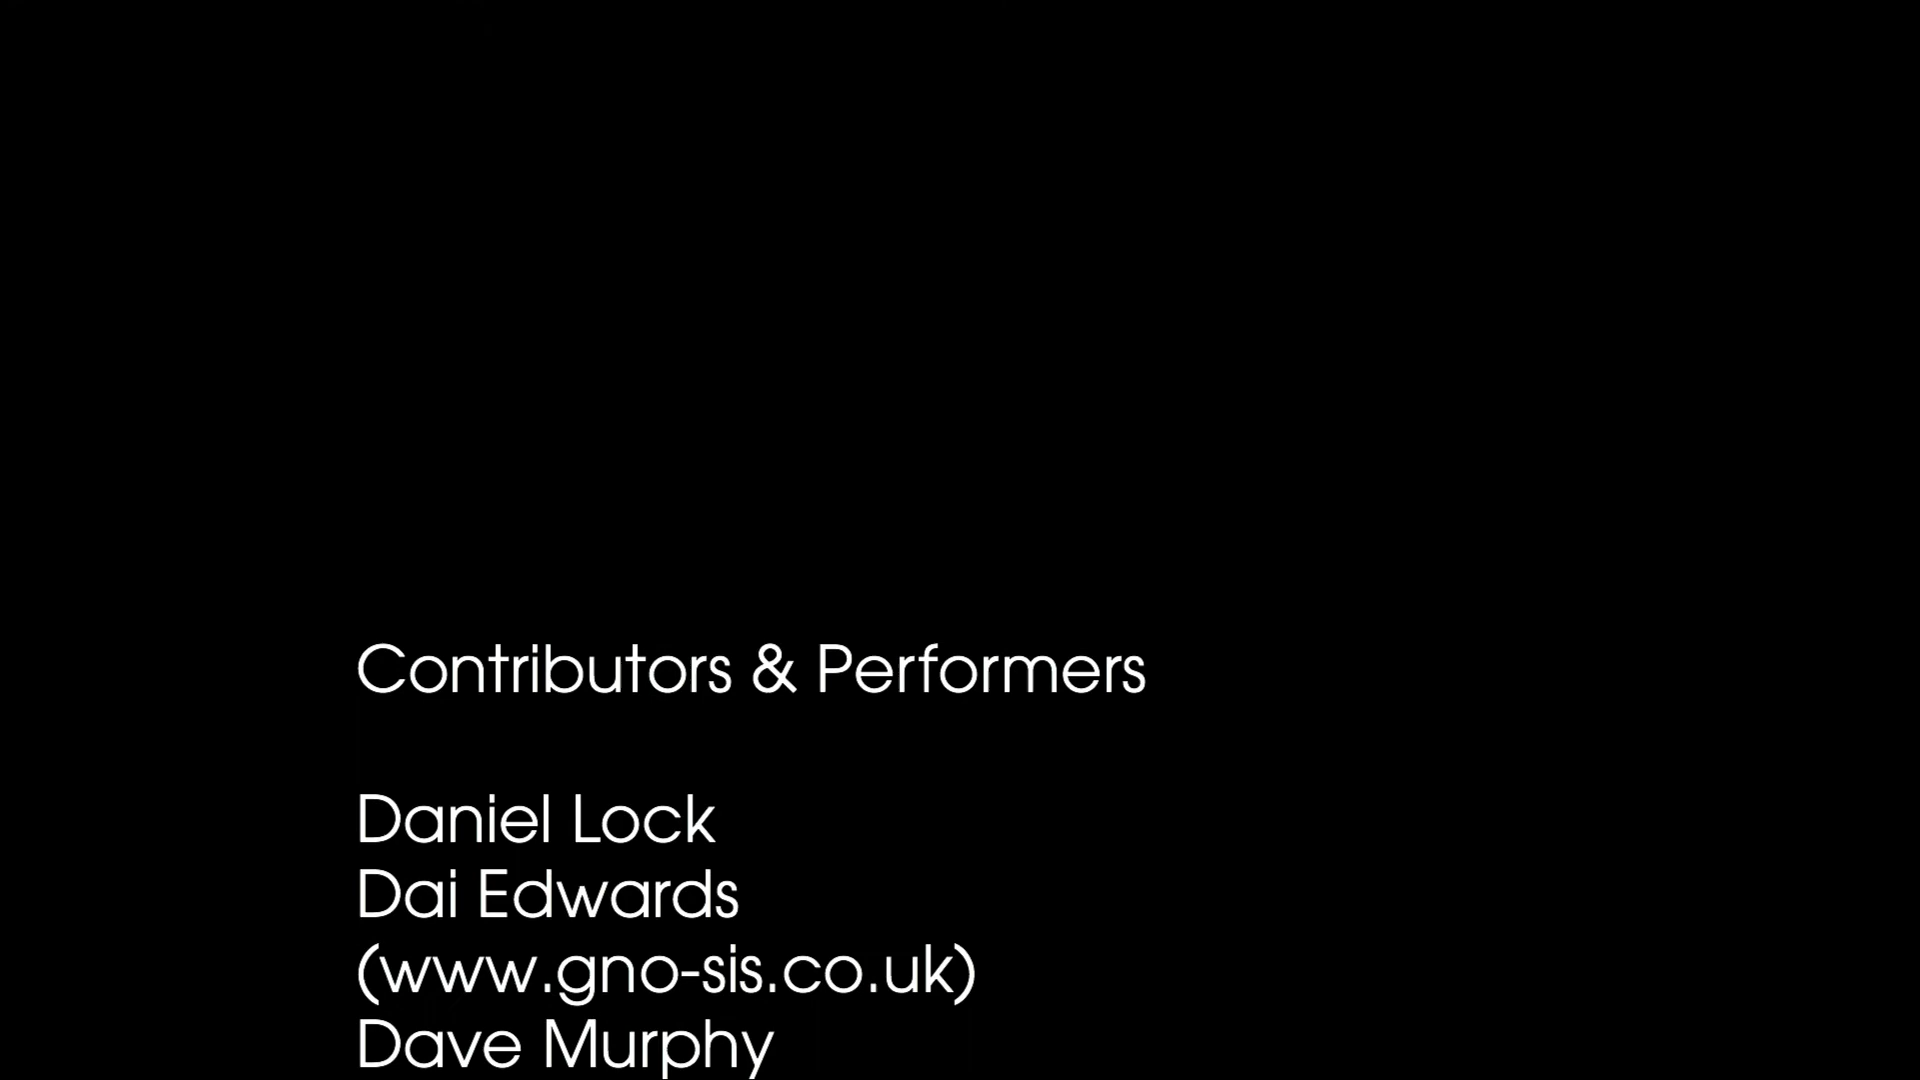 Contributors & Performers
Daniel Lock
Dai Edwards
(www.gno-sis.co.uk)
Dave Murphy